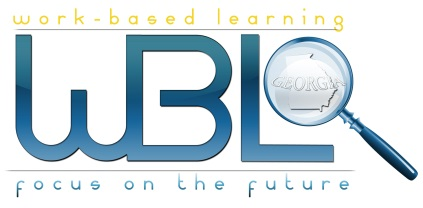 work-based learning
WBL
GEORGIA
focus on the future